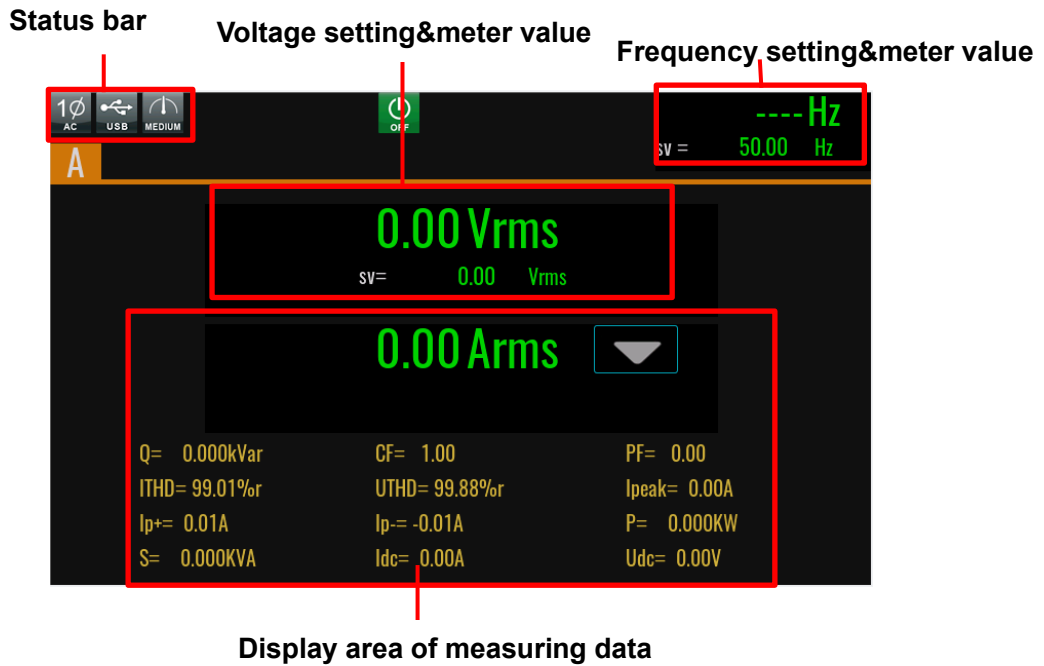 Status bar
Voltage setting&meter value
Frequency setting&meter value
1Ø AC USB MEDIUM
OFF
---- Hz
sv = 50.00 Hz
A
0.00 Vrms
sv= 0.00 Vrms
0.00 Arms
Q= 0.000kVar CF= 1.00 PF= 0.00
ITHD= 99.01%r UTHD= 99.88%r Ipeak= 0.00A
Ip+= 0.01A Ip-= -0.01A P= 0.000KW
S= 0.000KVA Idc= 0.00A Udc= 0.00V
Display area of measuring data